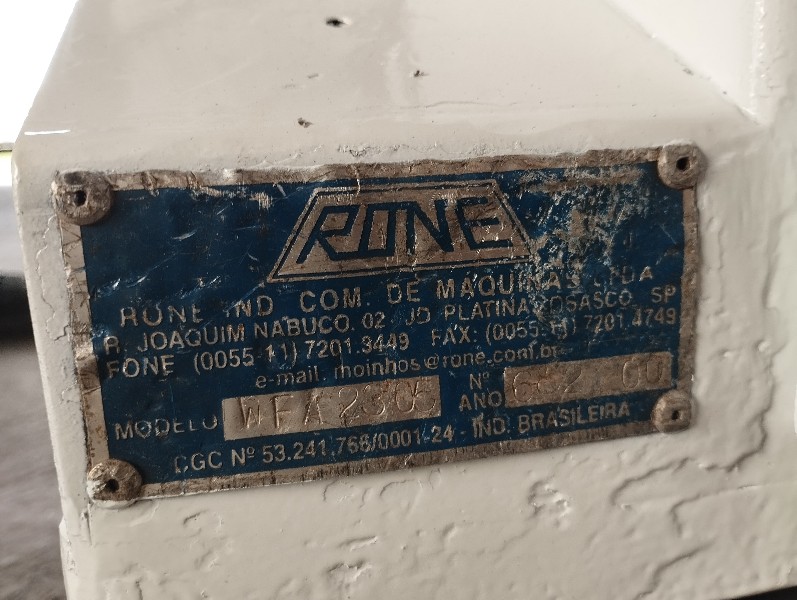 RONE
RONE IND COM. DE MAQUINAS LTDA
R. JOAQUIM NABUCO, 02 JD PLATINA OSASCO, SP
FONE (0055-11) 7201.3449 FAX: (0055-11) 7201.4749
e-mail: moinhos@rone.com.br
MODELO WFA2305 Nº ANO 00
CGC Nº 53.241.766/0001-24 - IND. BRASILEIRA